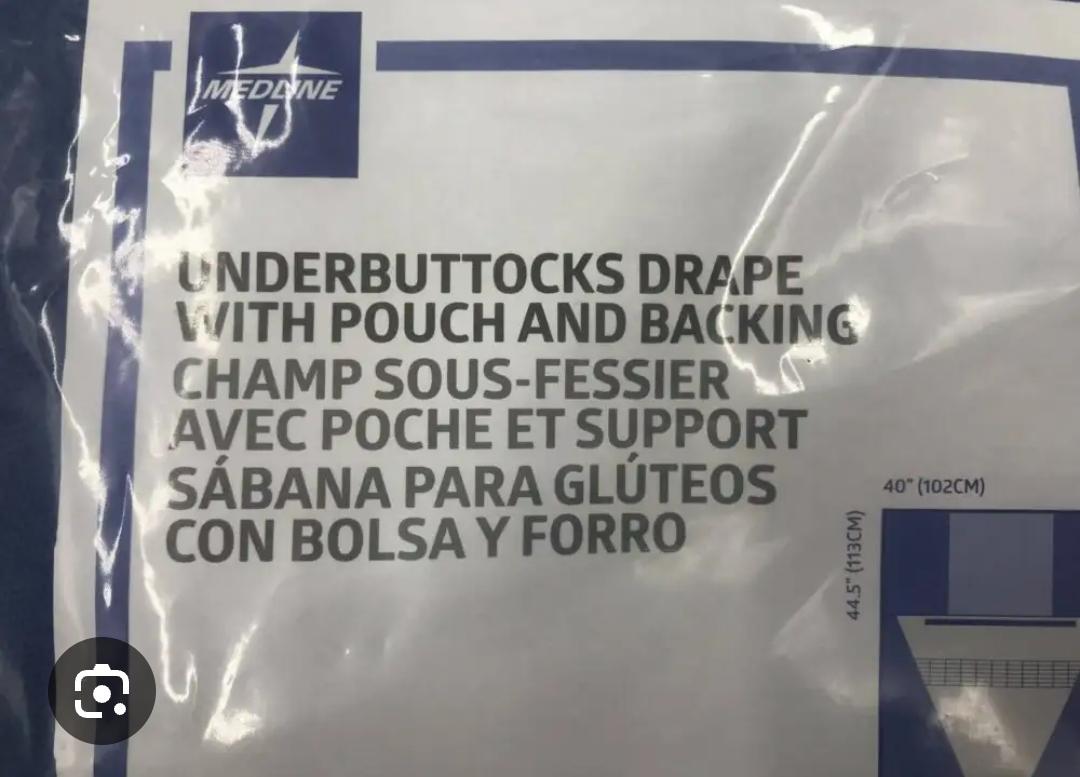 MEDLINE
UNDERBUTTOCKS DRAPE
WITH POUCH AND BACKING
CHAMP SOUS-FESSIER
AVEC POCHE ET SUPPORT
SÁBANA PARA GLÚTEOS
CON BOLSA Y FORRO
40" (102CM)
44.5" (113CM)